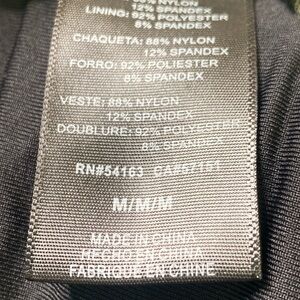 12% SPANDEX
LINING: 92% POLYESTER
8% SPANDEX
CHAQUETA: 88% NYLON
12% SPANDEX
FORRO: 92% POLIESTER
8% SPANDEX
VESTE: 88% NYLON
12% SPANDEX
DOUBLURE: 92% POLYESTER
8% SPANDEX
RN#54163 CA#57151
M/M/M
MADE IN CHINA
HECHO EN CHINA
FABRIQUE EN CHINE